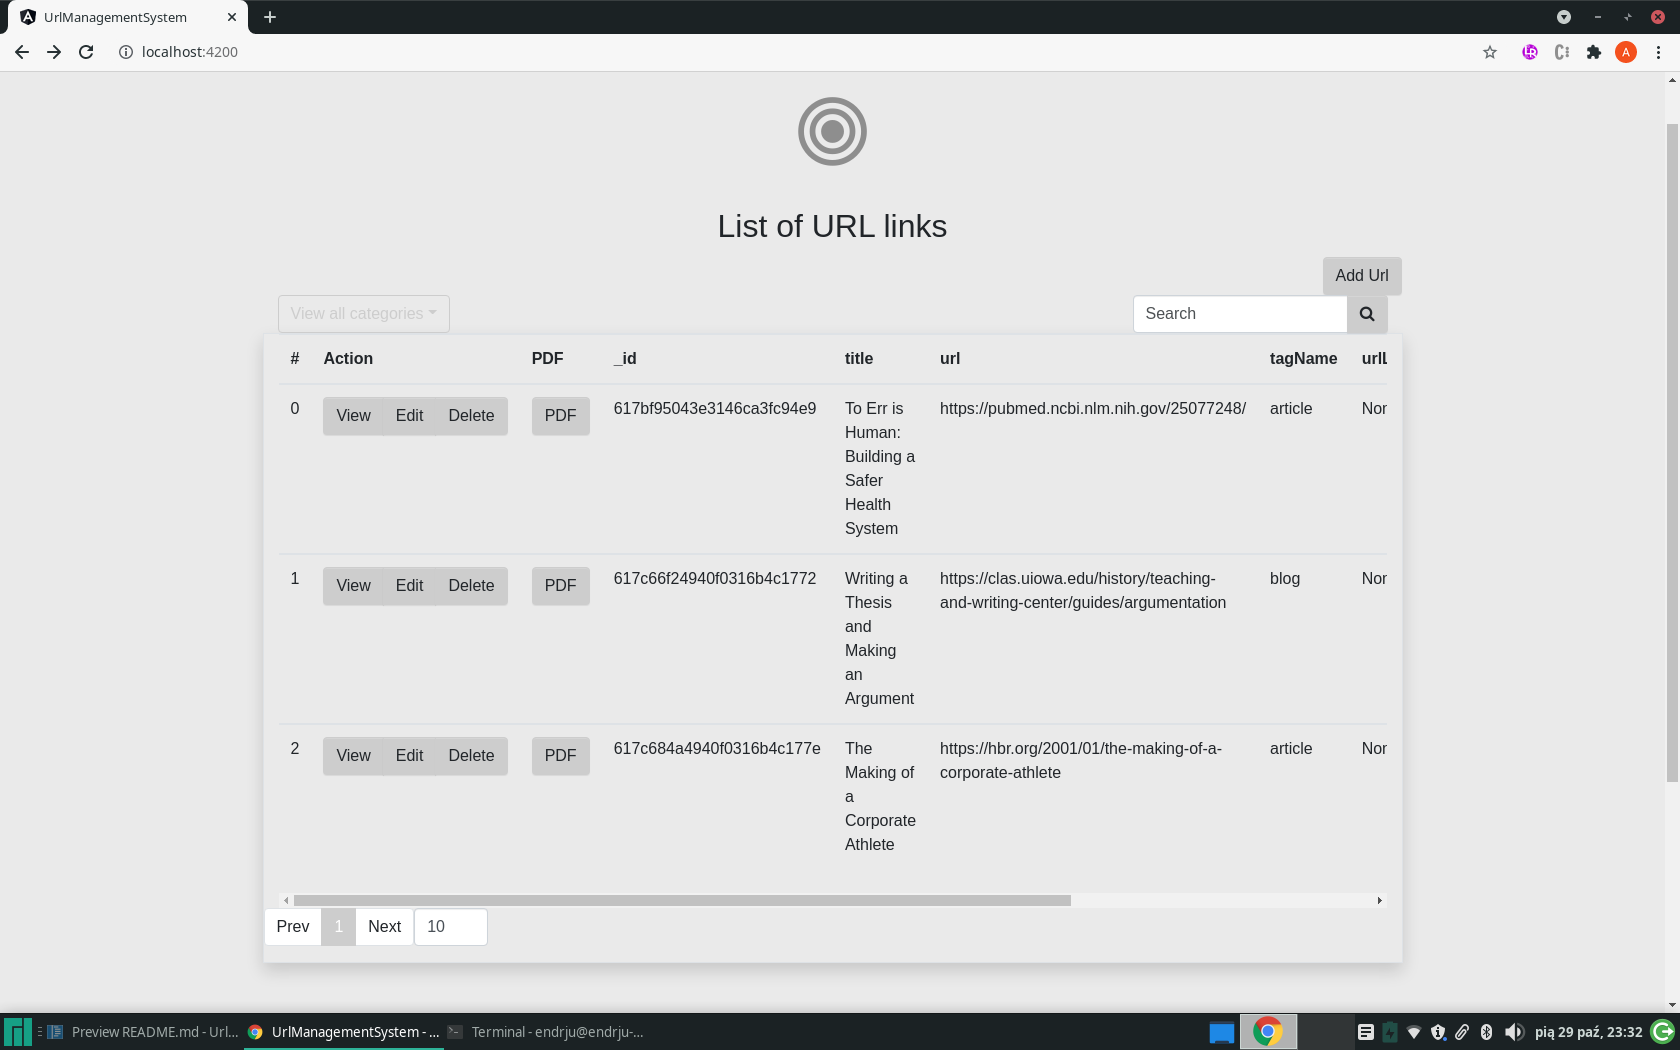 UrlManagementSystem
localhost:4200
A
List of URL links
Add Url
View all categories
Search
# Action PDF _id title url tagName urlL
0 View Edit Delete PDF 617bf95043e3146ca3fc94e9 To Err is https://pubmed.ncbi.nlm.nih.gov/25077248/ article Nor
Human:
Building a
Safer
Health
System
1 View Edit Delete PDF 617c66f24940f0316b4c1772 Writing a https://clas.uiowa.edu/history/teaching- blog Nor
Thesis and-writing-center/guides/argumentation
and
Making
an
Argument
2 View Edit Delete PDF 617c684a4940f0316b4c177e The https://hbr.org/2001/01/the-making-of-a- article Nor
Making of corporate-athlete
a
Corporate
Athlete
Prev 1 Next 10
Preview README.md - Url... UrlManagementSystem - ... Terminal - endrju@endrju-... pią 29 paź, 23:32